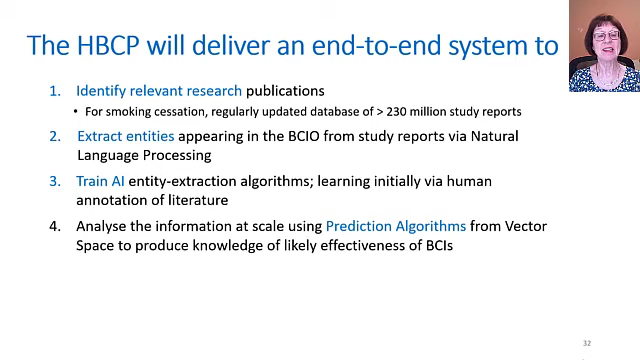 The HBCP will deliver an end-to-end system to
1. Identify relevant research publications
• For smoking cessation, regularly updated database of > 230 million study reports
2. Extract entities appearing in the BCIO from study reports via Natural
Language Processing
3. Train AI entity-extraction algorithms; learning initially via human
annotation of literature
4. Analyse the information at scale using Prediction Algorithms from Vector
Space to produce knowledge of likely effectiveness of BCIs
32